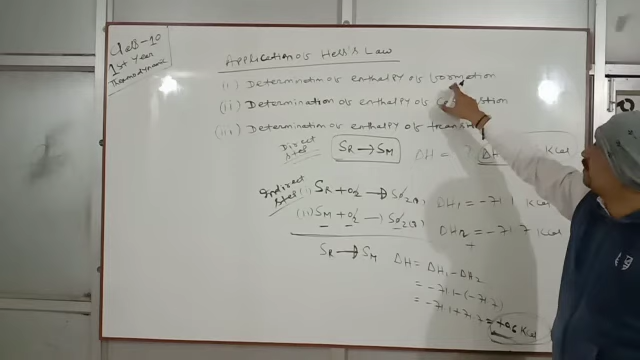 1st Year
Thermodynamic
Application of Hess's Law
(i) Determination of enthalpy of formation
(ii) Determination of enthalpy of
(iii) Determination of enthalpy of
Direct step SR → SM ΔH = ? ΔH Kcal
Indirect step (i) SR + O2 → SO2(g) ΔH1 = -71.1 Kcal
(ii) SM + O2 → SO2(g) ΔH2 = -71.7 Kcal
SR → SM ΔH = ΔH1 - ΔH2
= -71.1 - (-71.7)
= -71.1 + 71.7 = +0.6 Kcal